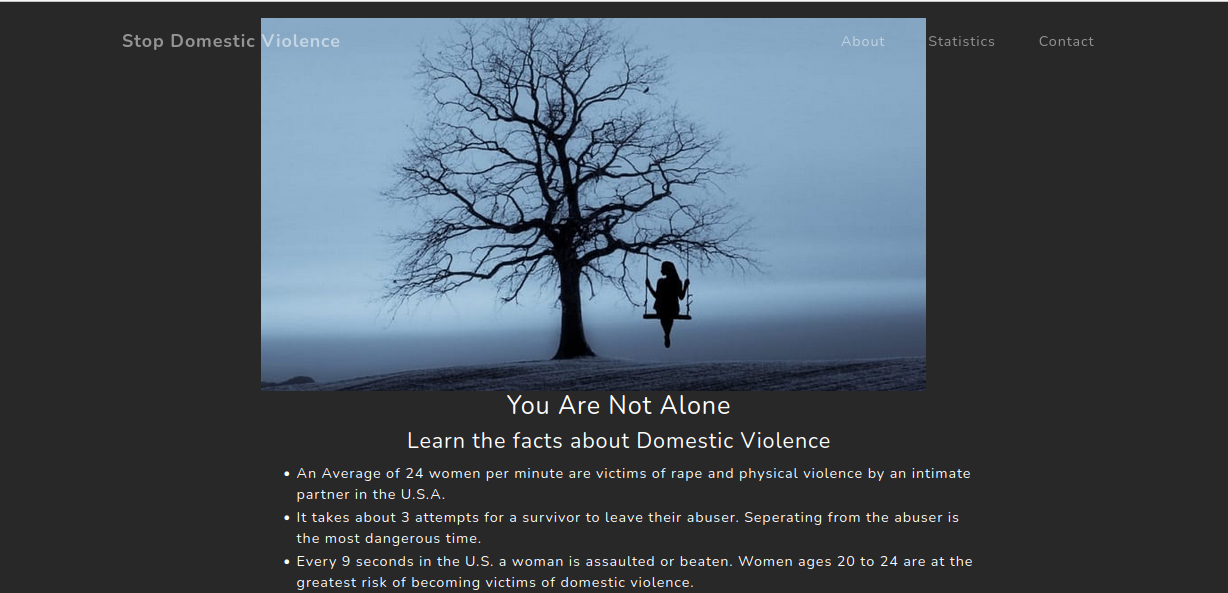 Stop Domestic Violence
About Statistics Contact
You Are Not Alone
Learn the facts about Domestic Violence
• An Average of 24 women per minute are victims of rape and physical violence by an intimate
partner in the U.S.A.
• It takes about 3 attempts for a survivor to leave their abuser. Seperating from the abuser is
the most dangerous time.
• Every 9 seconds in the U.S. a woman is assaulted or beaten. Women ages 20 to 24 are at the
greatest risk of becoming victims of domestic violence.